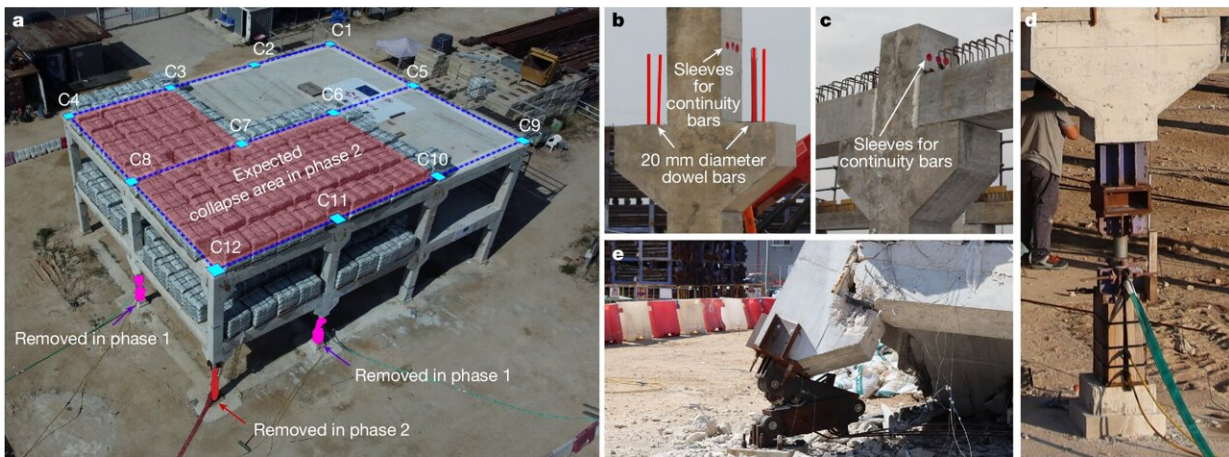 a
C1
C2
C3
C4
C5
C6
C7
C8
C9
C10
C11
C12
Expected
collapse area in phase 2
Removed in phase 1
Removed in phase 1
Removed in phase 2
b
Sleeves for
continuity
bars
20 mm diameter
dowel bars
c
Sleeves for
continuity bars
d
e